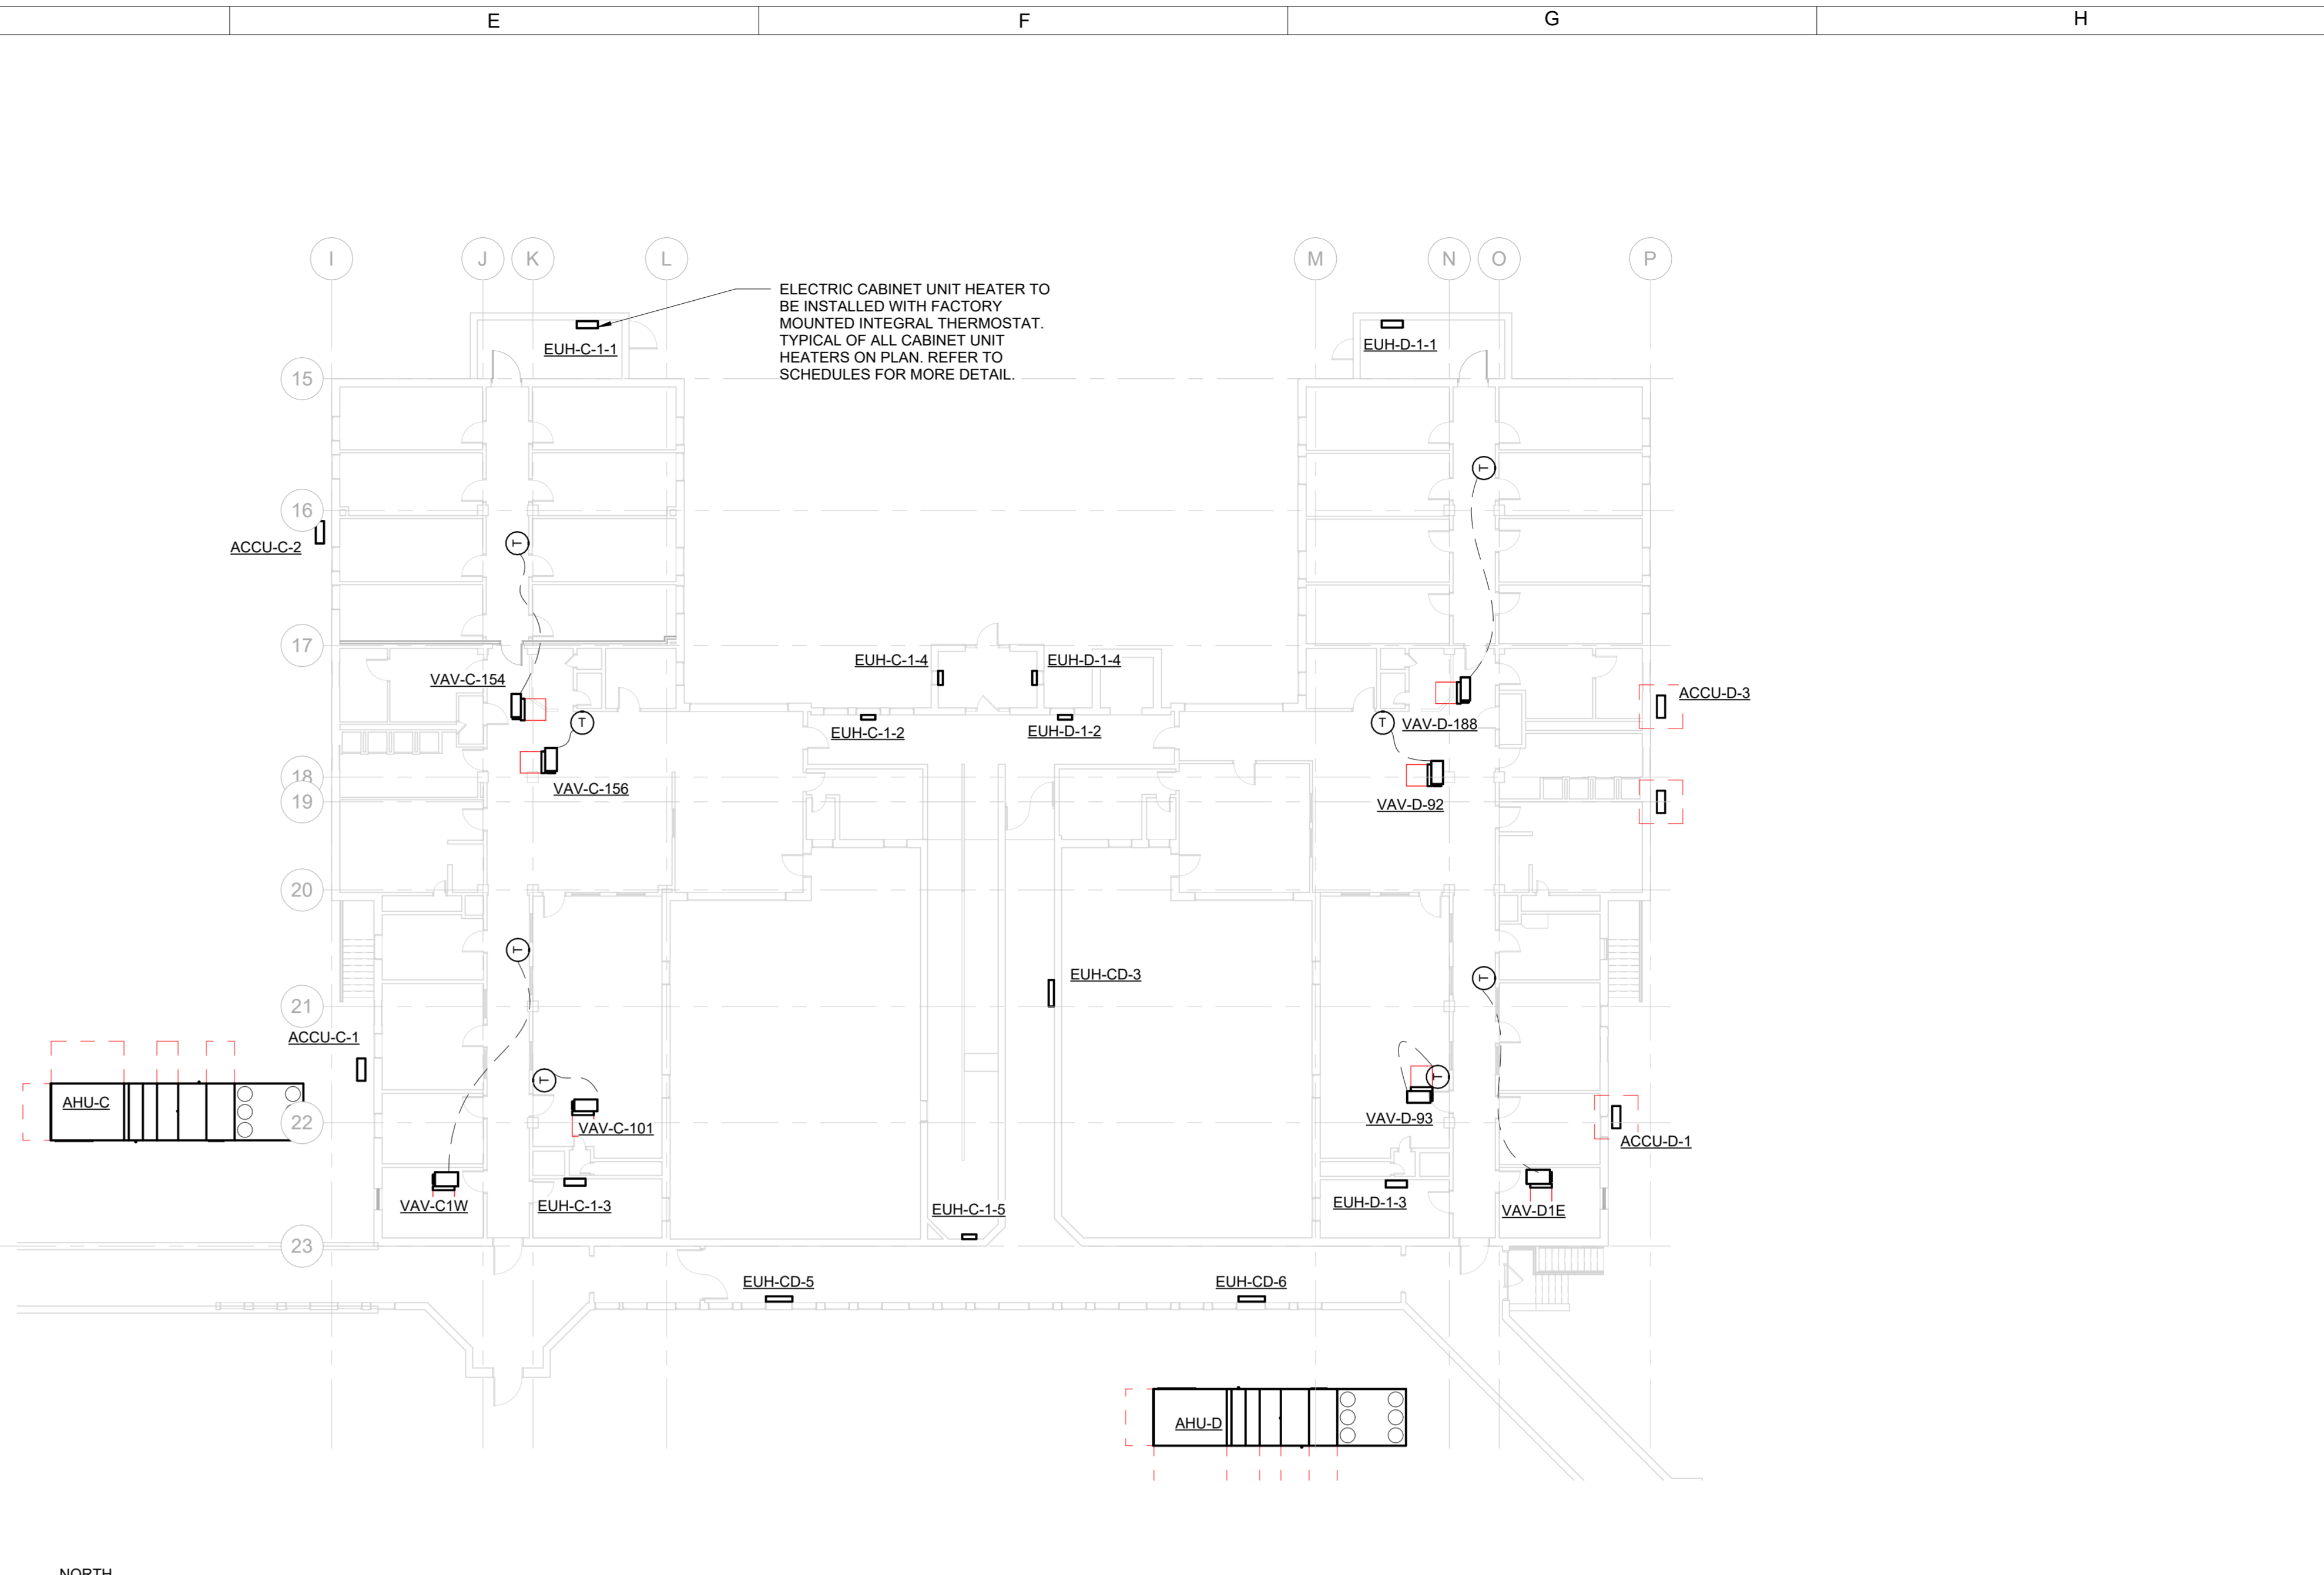 E
F
G
H
I
J
K
L
M
N
O
P
ELECTRIC CABINET UNIT HEATER TO
BE INSTALLED WITH FACTORY
MOUNTED INTEGRAL THERMOSTAT.
TYPICAL OF ALL CABINET UNIT
HEATERS ON PLAN. REFER TO
SCHEDULES FOR MORE DETAIL.
EUH-C-1-1
EUH-D-1-1
15
T
16
ACCU-C-2
T
17
EUH-C-1-4
EUH-D-1-4
VAV-C-154
ACCU-D-3
T
T
VAV-D-188
EUH-C-1-2
EUH-D-1-2
18
VAV-C-156
19
VAV-D-92
20
T
EUH-CD-3
T
21
ACCU-C-1
T
T
AHU-C
22
VAV-C-101
VAV-D-93
ACCU-D-1
VAV-C1W
EUH-C-1-3
EUH-C-1-5
EUH-D-1-3
VAV-D1E
23
EUH-CD-5
EUH-CD-6
AHU-D
NORTH